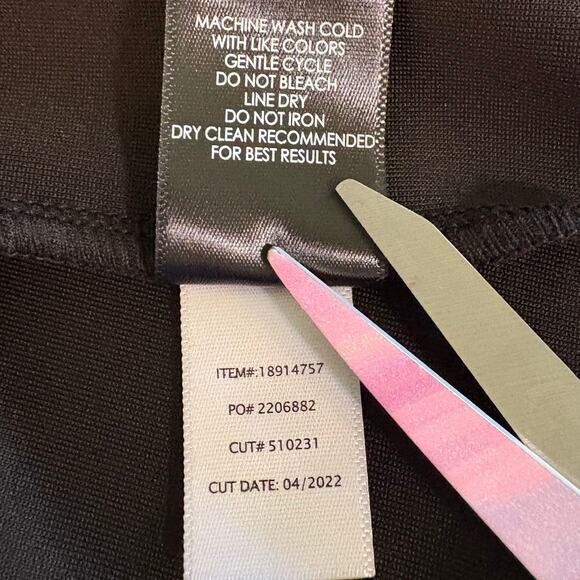 MACHINE WASH COLD
WITH LIKE COLORS
GENTLE CYCLE
DO NOT BLEACH
LINE DRY
DO NOT IRON
DRY CLEAN RECOMMENDED
FOR BEST RESULTS
ITEM#:18914757
PO# 2206882
CUT# 510231
CUT DATE: 04/2022